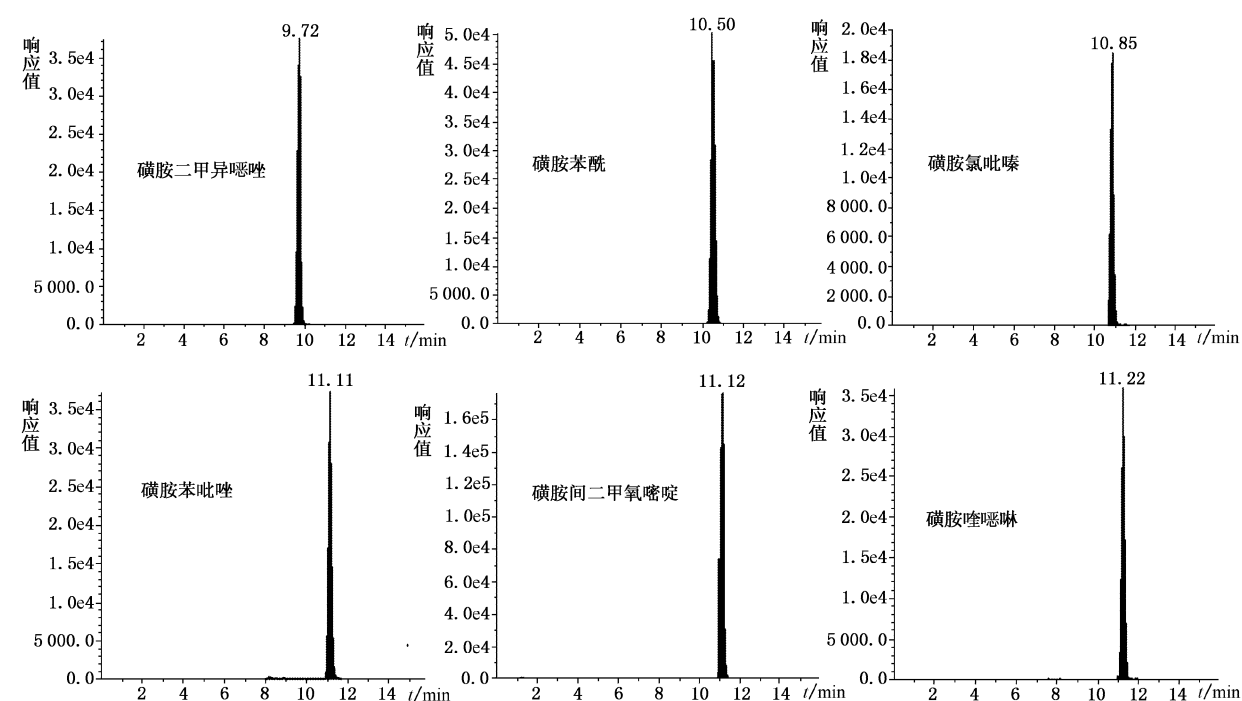 9.72
响应值
3.5e4
3.0e4
2.5e4
2.0e4
1.5e4
1.0e4
5 000.0
0.0
磺胺二甲异噁唑
2 4 6 8 10 12 14 t/min
10.50
响应值
5.0e4
4.5e4
4.0e4
3.5e4
3.0e4
2.5e4
2.0e4
1.5e4
1.0e4
5 000.0
0.0
磺胺苯酰
2 4 6 8 10 12 14 t/min
10.85
响应值
2.0e4
1.8e4
1.6e4
1.4e4
1.2e4
1.0e4
8 000.0
6 000.0
4 000.0
2 000.0
0.0
磺胺氯吡嗪
2 4 6 8 10 12 14 t/min
11.11
响应值
3.5e4
3.0e4
2.5e4
2.0e4
1.5e4
1.0e4
5 000.0
0.0
磺胺苯吡唑
2 4 6 8 10 12 14 t/min
11.12
响应值
1.6e5
1.4e5
1.2e5
1.0e5
8.0e4
6.0e4
4.0e4
2.0e4
0.0
磺胺间二甲氧嘧啶
2 4 6 8 10 12 14 t/min
11.22
响应值
3.5e4
3.0e4
2.5e4
2.0e4
1.5e4
1.0e4
5 000.0
0.0
磺胺喹噁啉
2 4 6 8 10 12 14 t/min